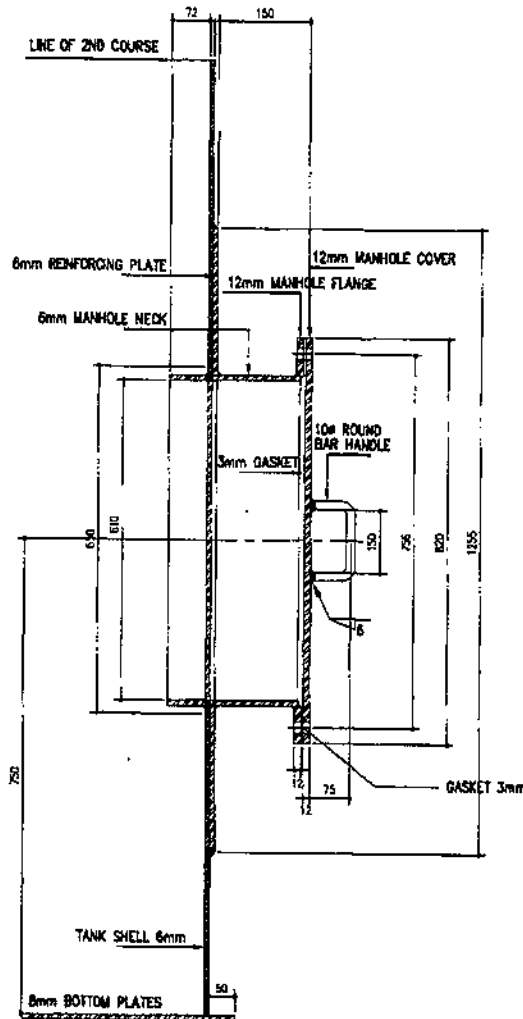 72
150
LINE OF 2ND COURSE
6mm REINFORCING PLATE
12mm MANHOLE COVER
12mm MANHOLE FLANGE
6mm MANHOLE NECK
10ø ROUND
BAR HANDLE
3mm GASKET
650
610
150
756
820
1255
6
750
12
12
75
GASKET 3mm
TANK SHELL 6mm
50
8mm BOTTOM PLATES